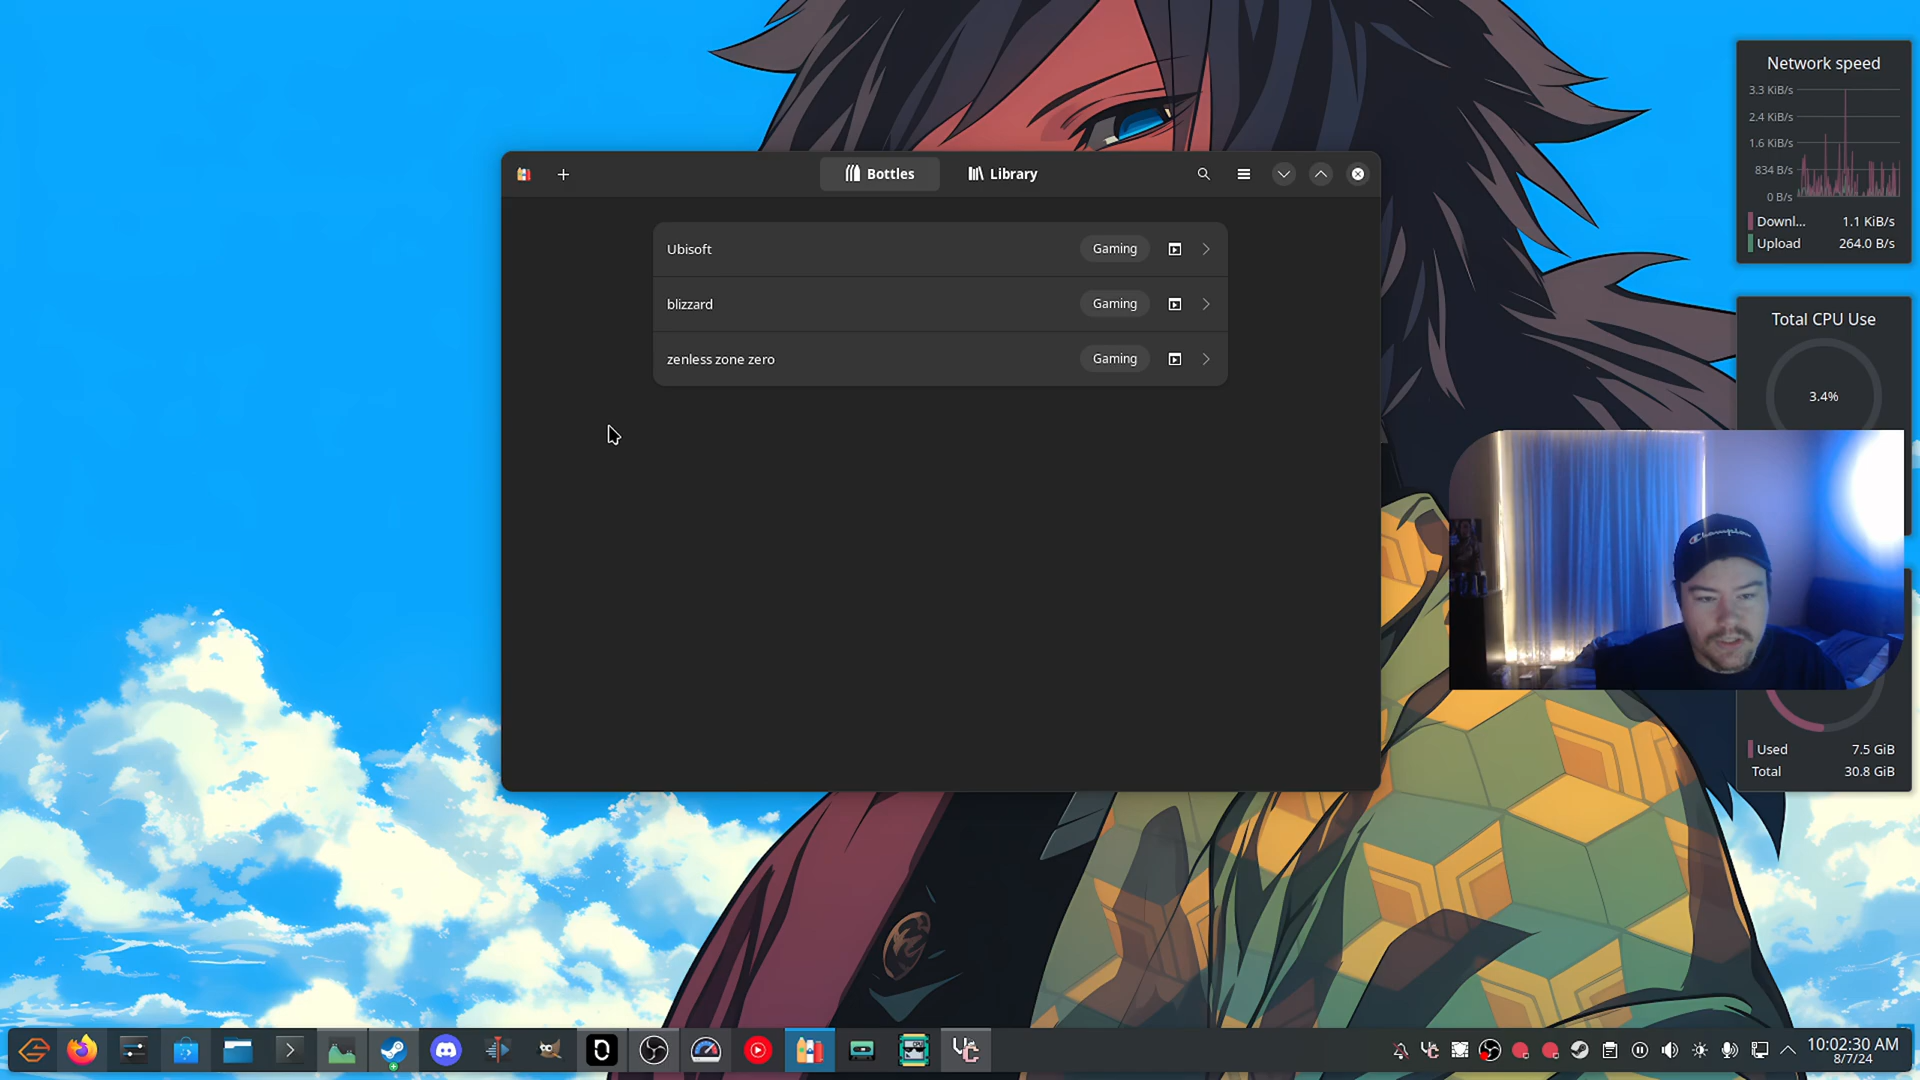 Bottles
Library
Ubisoft
Gaming
blizzard
Gaming
zenless zone zero
Gaming
Network speed
3.3 KiB/s
2.4 KiB/s
1.6 KiB/s
834 B/s
0 B/s
Downl... 1.1 KiB/s
Upload 264.0 B/s
Total CPU Use
3.4%
Champion
Used 7.5 GiB
Total 30.8 GiB
10:02:30 AM
8/7/24